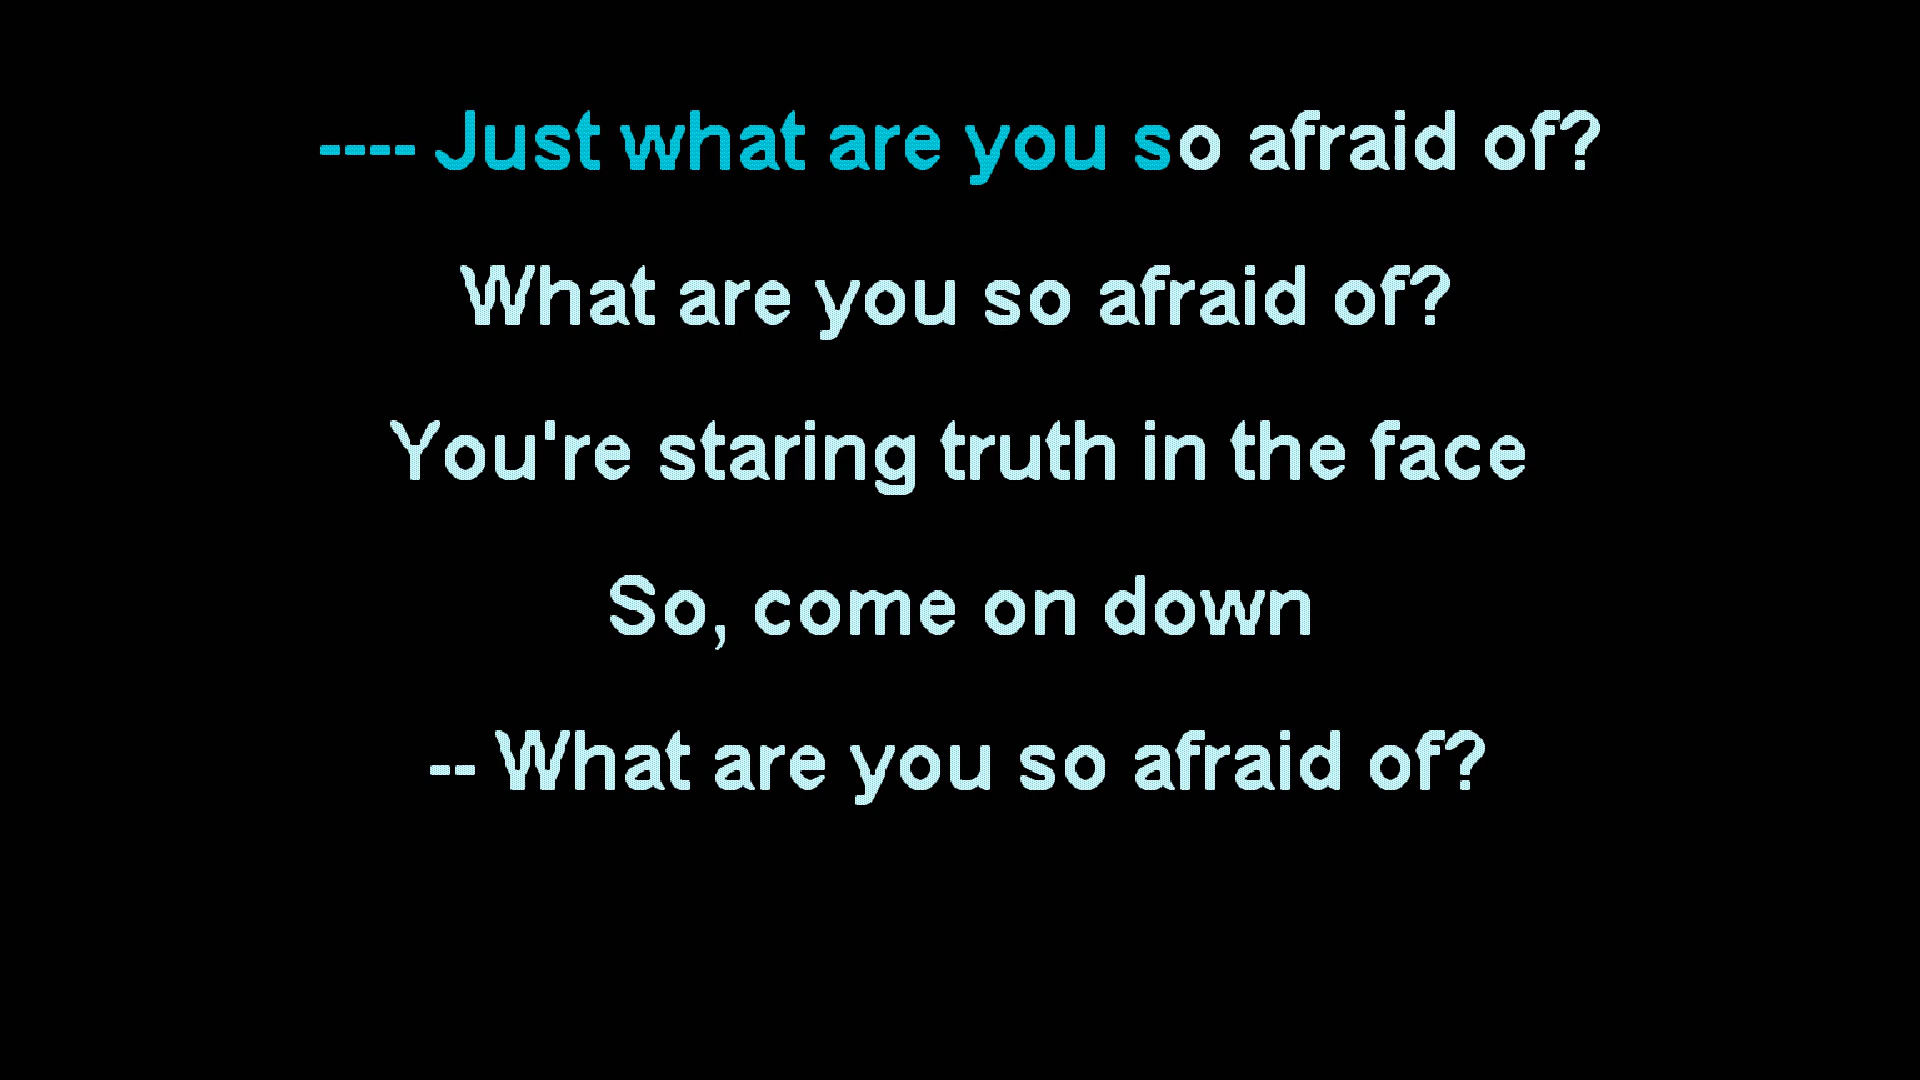 ---- Just what are you so afraid of?
What are you so afraid of?
You're staring truth in the face
So, come on down
-- What are you so afraid of?